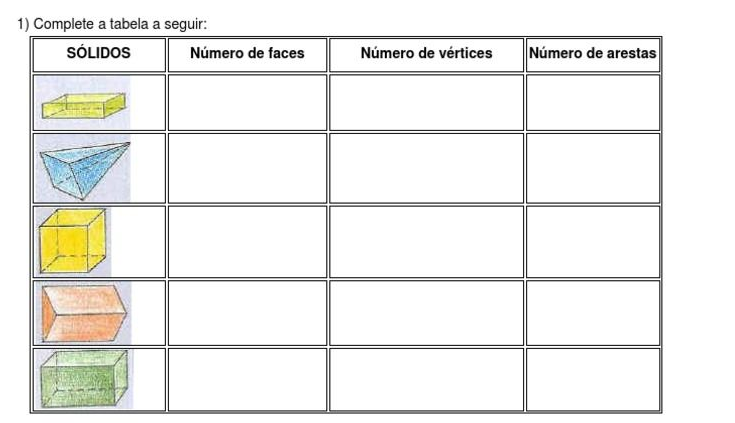 1) Complete a tabela a seguir:
SÓLIDOS Número de faces Número de vértices Número de arestas